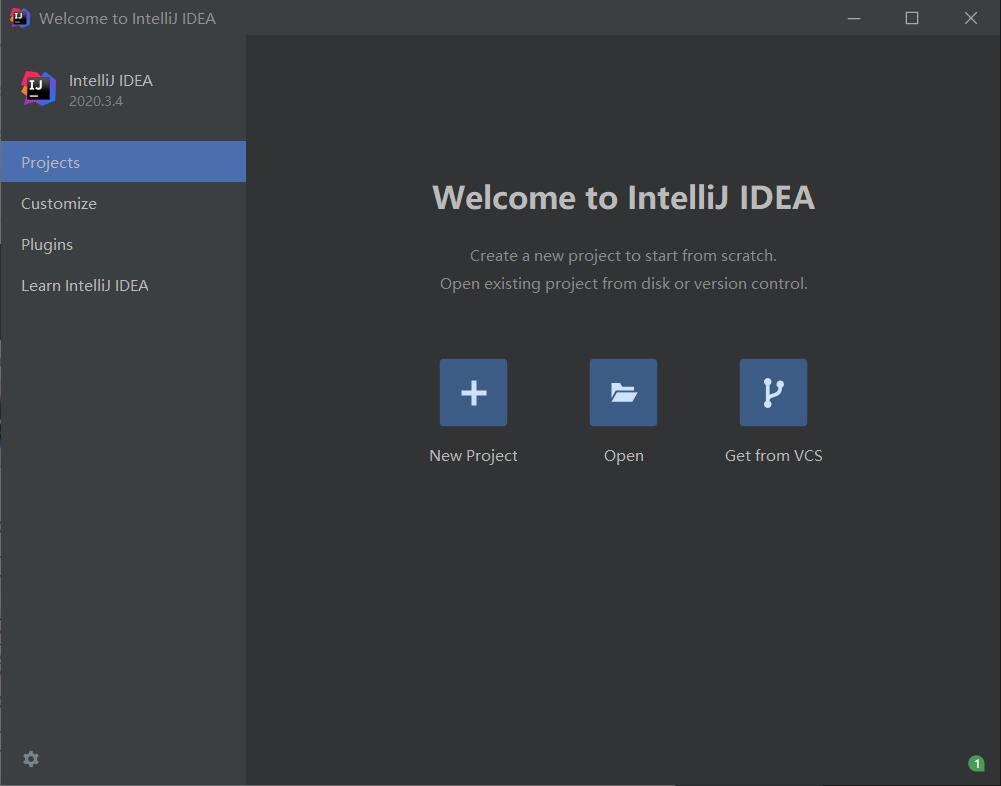 Welcome to IntelliJ IDEA
IntelliJ IDEA
2020.3.4
Projects
Customize
Plugins
Learn IntelliJ IDEA
Welcome to IntelliJ IDEA
Create a new project to start from scratch.
Open existing project from disk or version control.
New Project
Open
Get from VCS
1